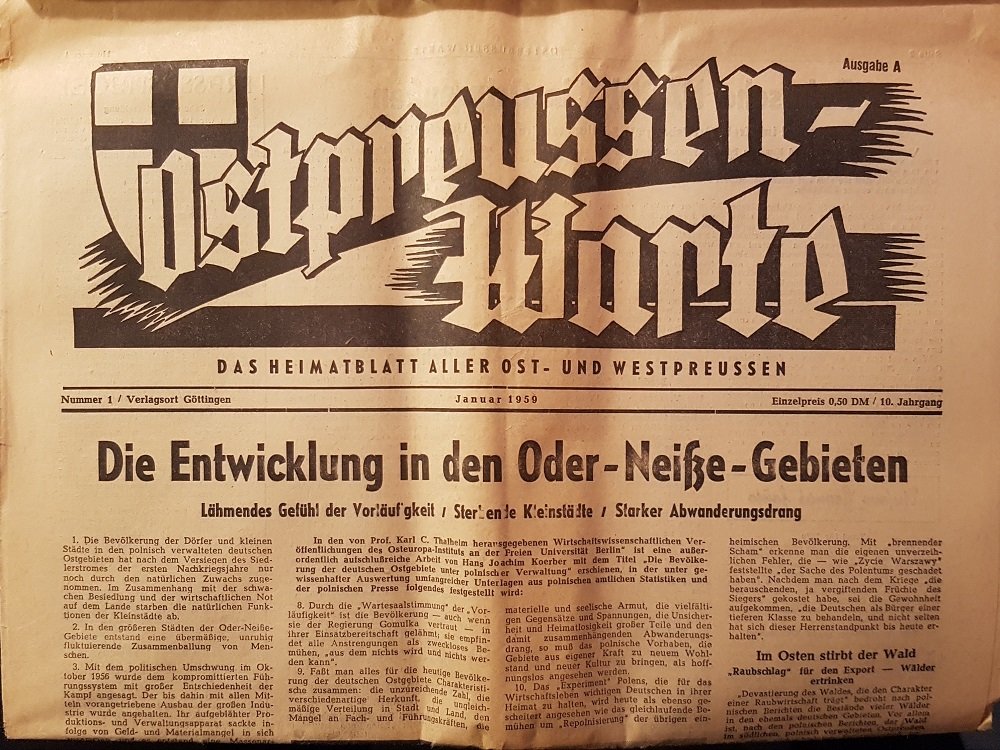 Ausgabe A
Ostpreussen-
Warte
DAS HEIMATBLATT ALLER OST- UND WESTPREUSSEN
Nummer 1 / Verlagsort Göttingen
Januar 1959
Einzelpreis 0,50 DM / 10. Jahrgang
Die Entwicklung in den Oder-Neiße-Gebieten
Lähmendes Gefühl der Vorläufigkeit / Sterbende Kleinstädte / Starker Abwanderungsdrang
1. Die Bevölkerung der Dörfer und kleinen
Städte in den polnisch verwalteten deutschen
Ostgebieten hat nach dem Versiegen des Sied-
lerstromes der ersten Nachkriegsjahre nur
noch durch den natürlichen Zuwachs zuge-
nommen. Im Zusammenhang mit der schwa-
chen Besiedlung und der wirtschaftlichen Not
auf dem Lande starben die natürlichen Funk-
tionen der Kleinstädte ab.
2. In den größeren Städten der Oder-Neiße-
Gebiete entstand eine übermäßige, unruhig
fluktuierende Zusammenballung von Men-
schen.
3. Mit dem politischen Umschwung im Ok-
tober 1956 wurde dem kompromittierten Füh-
rungssystem mit großer Entschiedenheit der
Kampf angesagt. Der bis dahin mit allen Mit-
teln vorangetriebene Ausbau der großen Indu-
strie wurde angehalten. Ihr aufgeblähter Pro-
duktions- und Verwaltungsapparat sackte in-
folge von Geld- und Materialmangel in sich
In den von Prof. Karl C. Thalheim herausgegebenen Wirtschaftswissenschaftlichen Ver-
öffentlichungen des Osteuropa-Instituts an der Freien Universität Berlin" ist eine außer-
ordentlich aufschlußreiche Arbeit von Hans Joachim Koerber mit dem Titel „Die Bevölke-
rung der deutschen Ostgebiete unter polnischer Verwaltung" erschienen, in der unter ge-
wissenhafter Auswertung umfangreicher Unterlagen aus polnischen amtlichen Statistiken und
der polnischen Presse folgendes festgestellt wird:
8. Durch die „Wartesaalstimmung" der „Vor-
läufigkeit" ist die Bevölkerung — auch wenn
sie der Regierung Gomulka vertraut — in
ihrer Einsatzbereitschaft gelähmt; sie empfin-
det alle Anstrengungen als zweckloses Be-
mühen, „aus dem nichts wird und nichts wer-
den kann".
9. Faßt man alles für die heutige Bevölke-
rung der deutschen Ostgebiete Charakteristi-
sche zusammen: die unzureichende Zahl, die
verschiedenartige Herkunft, die ungleich-
mäßige Verteilung in Stadt und Land, den
Mangel an Fach- und Führungskräften, die
materielle und seelische Armut, die vielfälti-
gen Gegensätze und Spannungen, die Unsicher-
heit und Heimatlosigkeit großer Teile und den
damit zusammenhängenden Abwanderungs-
drang, so muß das polnische Vorhaben, die
Gebiete aus eigener Kraft zu neuem Wohl-
stand und neuer Kultur zu bringen, als hoff-
nungslos angesehen werden.
10. Das „Experiment" Polens, die für das
Wirtschaftsleben wichtigen Deutschen in ihrer
Heimat zu halten, wird heute als ebenso ge-
scheitert angesehen wie das gleichlaufende Be-
mühen um "Repolnisierung" der übrigen ein-
heimischen Bevölkerung. Mit „brennender
Scham" erkenne man die eigenen unverzeih-
lichen Fehler, die — wie „Zycie Warszawy"
feststellte „der Sache des Polentums geschadet
haben". Nachdem man nach dem Kriege „die
berauschenden, ja vergifteten Früchte des
Siegers" gekostet habe, sei die Gewohnheit
aufgekommen, „die Deutschen als Bürger einer
tieferen Klasse zu behandeln, und nicht selten
hat sich dieser Herrenstandpunkt bis heute er-
halten".
Im Osten stirbt der Wald
„Raubschlag" für den Export — Wälder
ertrinken
„Devastierung des Waldes, die den Charakter
einer Raubwirtschaft trägt" bedroht nach pol-
nischen Berichten die Bestände vieler Wälder
in den ehemals deutschen Gebieten. Vor allem
ist, nach den polnischen Berichten, der Wald